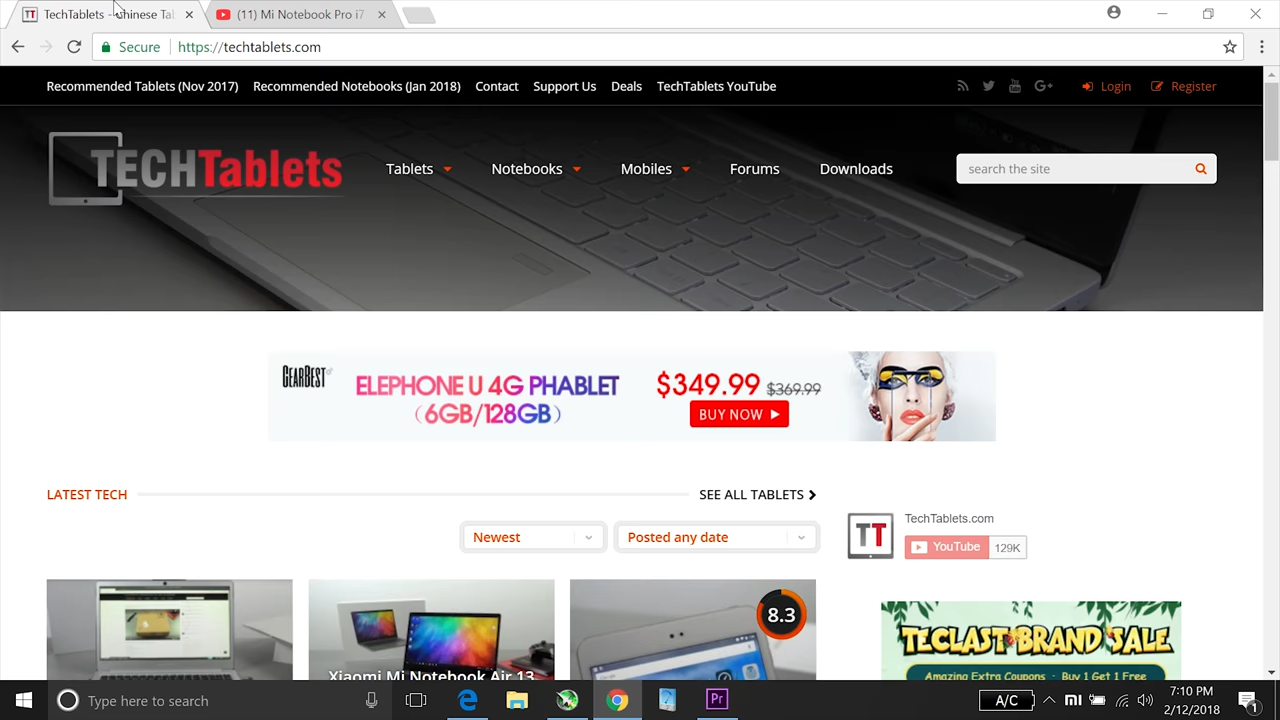 TechTablets - Chinese Tab
(11) Mi Notebook Pro i7
Secure
https://techtablets.com
Recommended Tablets (Nov 2017) Recommended Notebooks (Jan 2018) Contact Support Us Deals TechTablets YouTube
Login Register
TECHTablets
Tablets Notebooks Mobiles Forums Downloads
search the site
GEARBEST
ELEPHONE U 4G PHABLET
(6GB/128GB)
$349.99 $369.99
BUY NOW
LATEST TECH
SEE ALL TABLETS
Newest
Posted any date
TT
TechTablets.com
YouTube 129K
8.3
Xiaomi Mi Notebook Air 13
TECLAST BRAND SALE
Amazing Extra Coupons · Buy 1 Get 1 Free
Type here to search
Pr
A/C
7:10 PM
2/12/2018
1